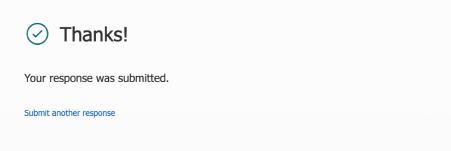 Thanks!
Your response was submitted.
Submit another response